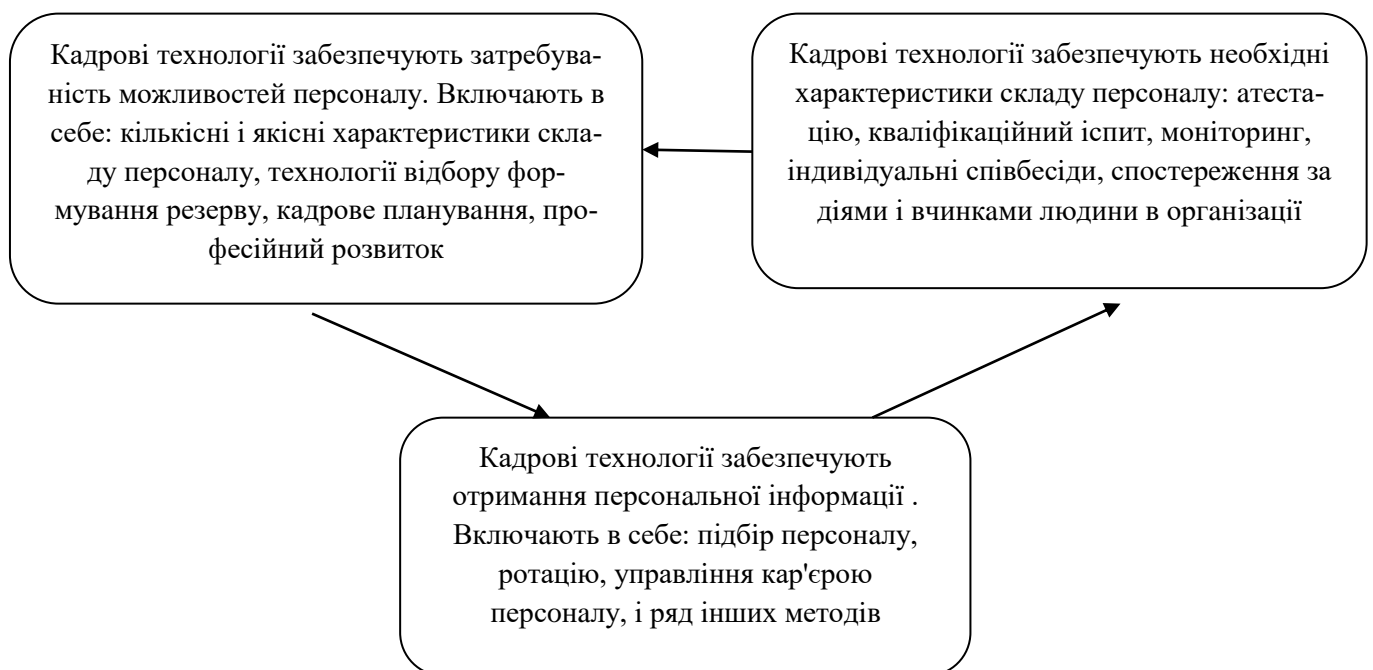 Кадрові технології забезпечують затребува-
ність можливостей персоналу. Включають в
себе: кількісні і якісні характеристики скла-
ду персоналу, технології відбору фор-
мування резерву, кадрове планування, про-
фесійний розвиток
Кадрові технології забезпечують необхідні
характеристики складу персоналу: атеста-
цію, кваліфікаційний іспит, моніторинг,
індивідуальні співбесіди, спостереження за
діями і вчинками людини в організації
Кадрові технології забезпечують
отримання персональної інформації .
Включають в себе: підбір персоналу,
ротацію, управління кар'єрою
персоналу, і ряд інших методів